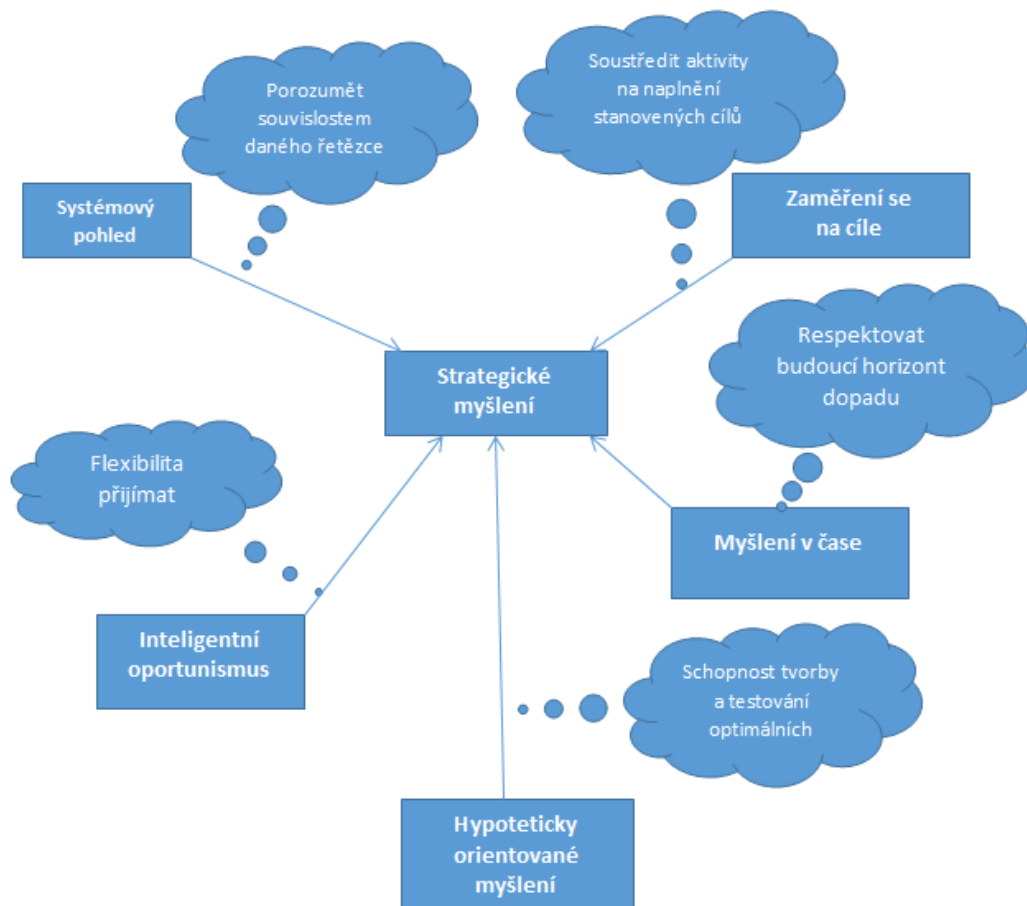 Porozumět
souvislostem
daného řetězce
Soustředit aktivity
na naplnění
stanovených cílů
Systémový
pohled
Zaměření se
na cíle
Respektovat
budoucí horizont
dopadu
Strategické
myšlení
Flexibilita
přijímat
Myšlení v čase
Inteligentní
oportunismus
Schopnost tvorby
a testování
optimálních
Hypoteticky
orientované
myšlení